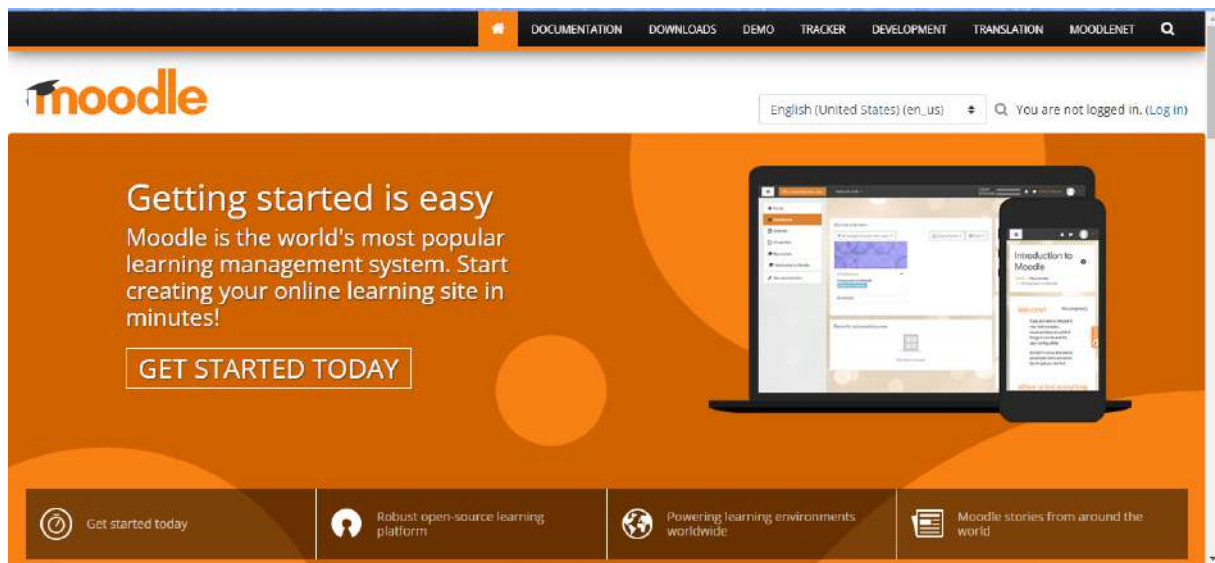 DOCUMENTATION DOWNLOADS DEMO TRACKER DEVELOPMENT TRANSLATION MOODLENET
moodle
English (United States) (en_us) You are not logged in. (Log in)
Getting started is easy
Moodle is the world's most popular
learning management system. Start
creating your online learning site in
minutes!
GET STARTED TODAY
Introduction to
Moodle
Welcome!
Get started today
Robust open-source learning
platform
Powering learning environments
worldwide
Moodle stories from around the
world